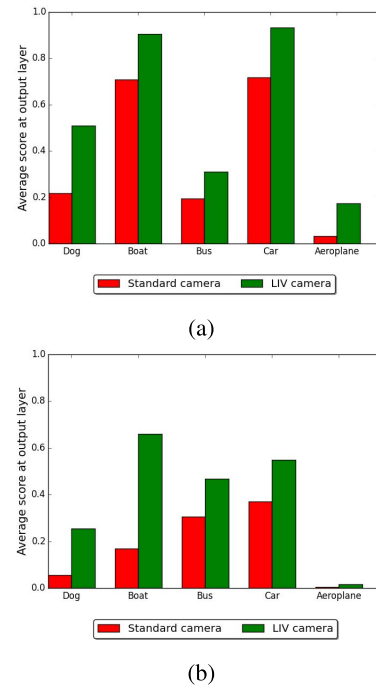 1.0
0.8
0.6
0.4
0.2
0.0
Average score at output layer
Dog Boat Bus Car Aeroplane
Standard camera LIV camera
(a)
1.0
0.8
0.6
0.4
0.2
0.0
Average score at output layer
Dog Boat Bus Car Aeroplane
Standard camera LIV camera
(b)